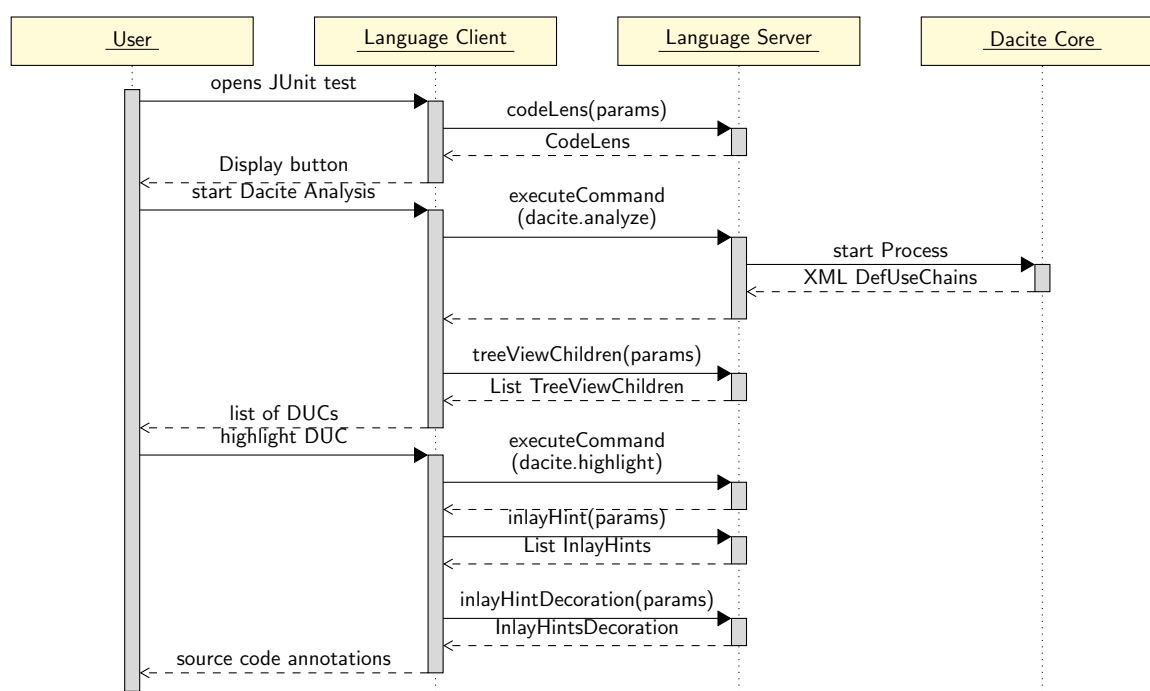 User
Language Client
Language Server
Dacite Core
opens JUnit test
codeLens(params)
CodeLens
Display button
start Dacite Analysis
executeCommand
(dacite.analyze)
start Process
XML DefUseChains
treeViewChildren(params)
List TreeViewChildren
list of DUCs
highlight DUC
executeCommand
(dacite.highlight)
inlayHint(params)
List InlayHints
inlayHintDecoration(params)
InlayHintsDecoration
source code annotations